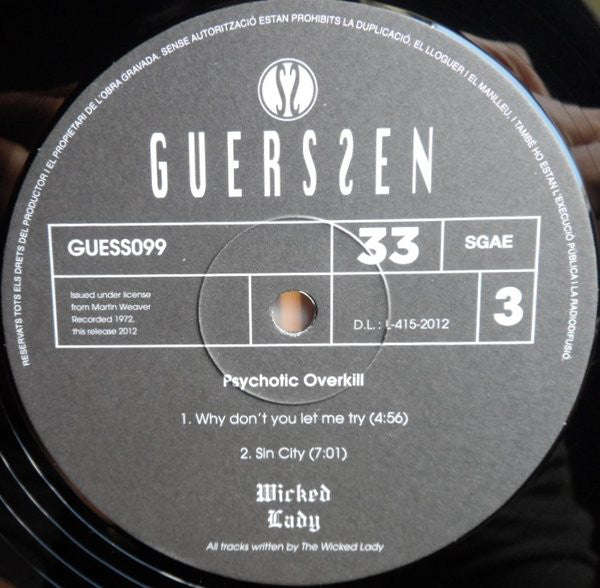 RESERVATS TOTS ELS DRETS DEL PRODUCTOR I EL PROPIETARI DE L'OBRA GRAVADA. SENSE AUTORITZACIÓ ESTAN PROHIBITS LA DUPLICACIÓ, EL LLOGUER I EL MANLLEU, I TAMBÉ HO ESTAN L'EXECUCIÓ PÚBLICA I LA RADIODIFUSIÓ.
GUERSSEN
GUESS099
33
SGAE
Issued under license
from Martin Weaver
Recorded 1972,
this release 2012
D.L.: L-415-2012
3
Psychotic Overkill
1. Why don't you let me try (4:56)
2. Sin City (7:01)
Wicked
Lady
All tracks written by The Wicked Lady